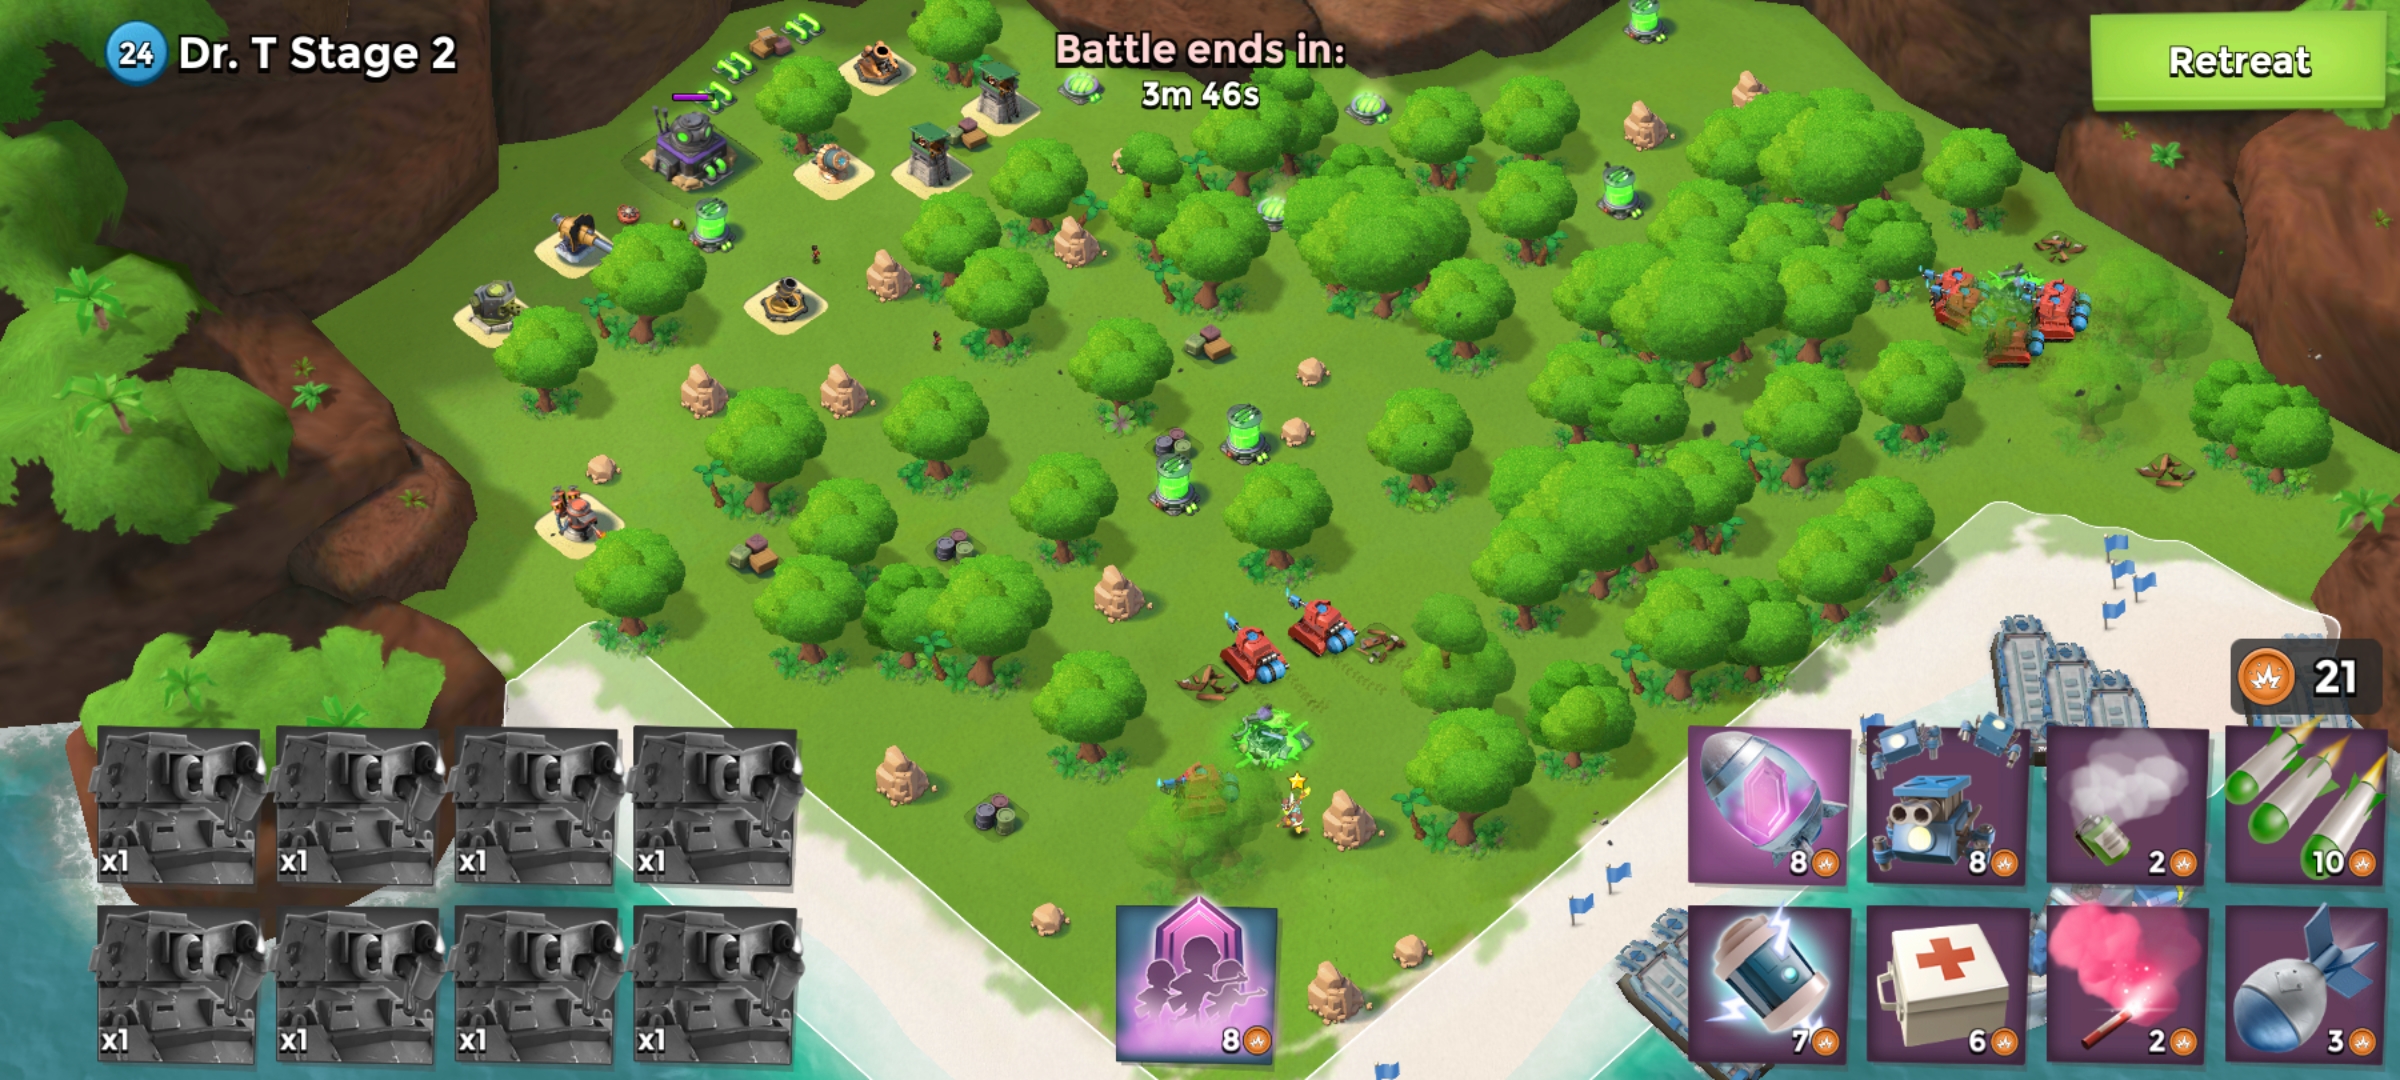 24 Dr. T Stage 2
Battle ends in:
3m 46s
Retreat
21
x1 x1 x1 x1
8 8 2 10
x1 x1 x1 x1
8
7 6 2 3